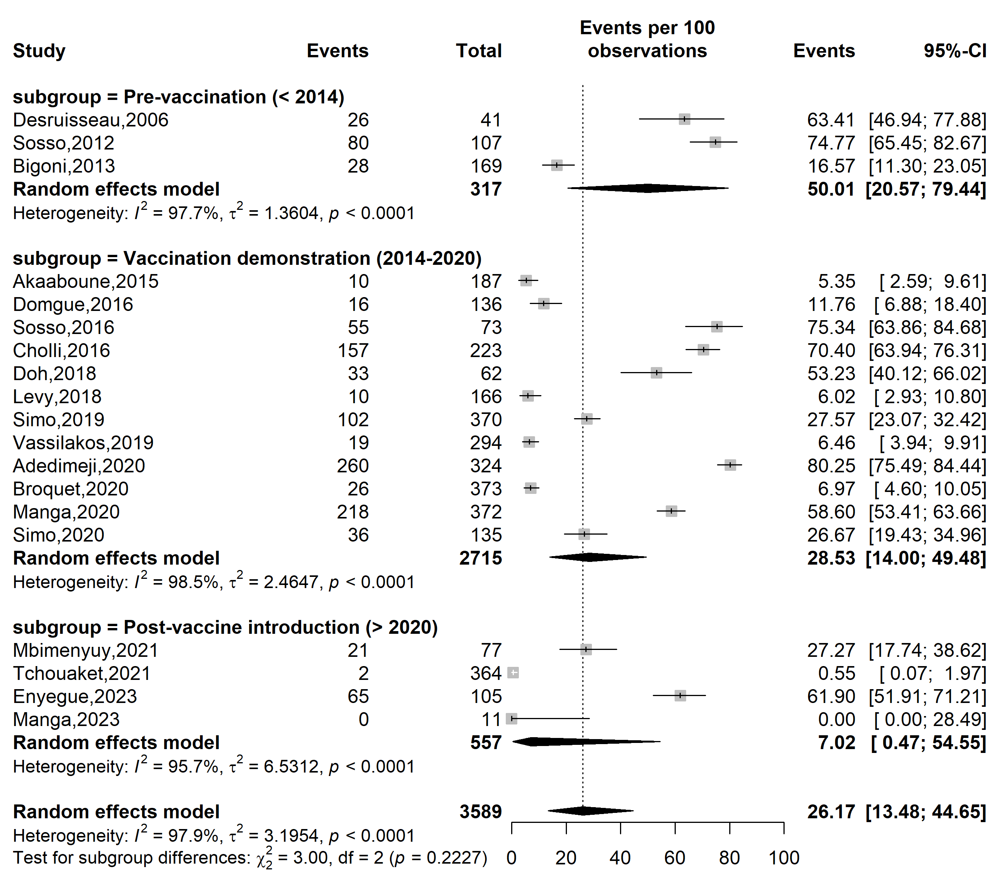 Events per 100
Study Events Total observations Events 95%-CI
subgroup = Pre-vaccination (< 2014)
Desruisseau,2006 26 41 63.41 [46.94; 77.88]
Sosso,2012 80 107 74.77 [65.45; 82.67]
Bigoni,2013 28 169 16.57 [11.30; 23.05]
Random effects model 317 50.01 [20.57; 79.44]
Heterogeneity: I² = 97.7%, τ² = 1.3604, p < 0.0001
subgroup = Vaccination demonstration (2014-2020)
Akaaboune,2015 10 187 5.35 [ 2.59; 9.61]
Domgue,2016 16 136 11.76 [ 6.88; 18.40]
Sosso,2016 55 73 75.34 [63.86; 84.68]
Cholli,2016 157 223 70.40 [63.94; 76.31]
Doh,2018 33 62 53.23 [40.12; 66.02]
Levy,2018 10 166 6.02 [ 2.93; 10.80]
Simo,2019 102 370 27.57 [23.07; 32.42]
Vassilakos,2019 19 294 6.46 [ 3.94; 9.91]
Adedimeji,2020 260 324 80.25 [75.49; 84.44]
Broquet,2020 26 373 6.97 [ 4.60; 10.05]
Manga,2020 218 372 58.60 [53.41; 63.66]
Simo,2020 36 135 26.67 [19.43; 34.96]
Random effects model 2715 28.53 [14.00; 49.48]
Heterogeneity: I² = 98.5%, τ² = 2.4647, p < 0.0001
subgroup = Post-vaccine introduction (> 2020)
Mbimenyuy,2021 21 77 27.27 [17.74; 38.62]
Tchouaket,2021 2 364 0.55 [ 0.07; 1.97]
Enyegue,2023 65 105 61.90 [51.91; 71.21]
Manga,2023 0 11 0.00 [ 0.00; 28.49]
Random effects model 557 7.02 [ 0.47; 54.55]
Heterogeneity: I² = 95.7%, τ² = 6.5312, p < 0.0001
Random effects model 3589 26.17 [13.48; 44.65]
Heterogeneity: I² = 97.9%, τ² = 3.1954, p < 0.0001
Test for subgroup differences: χ²₂ = 3.00, df = 2 (p = 0.2227) 0 20 40 60 80 100